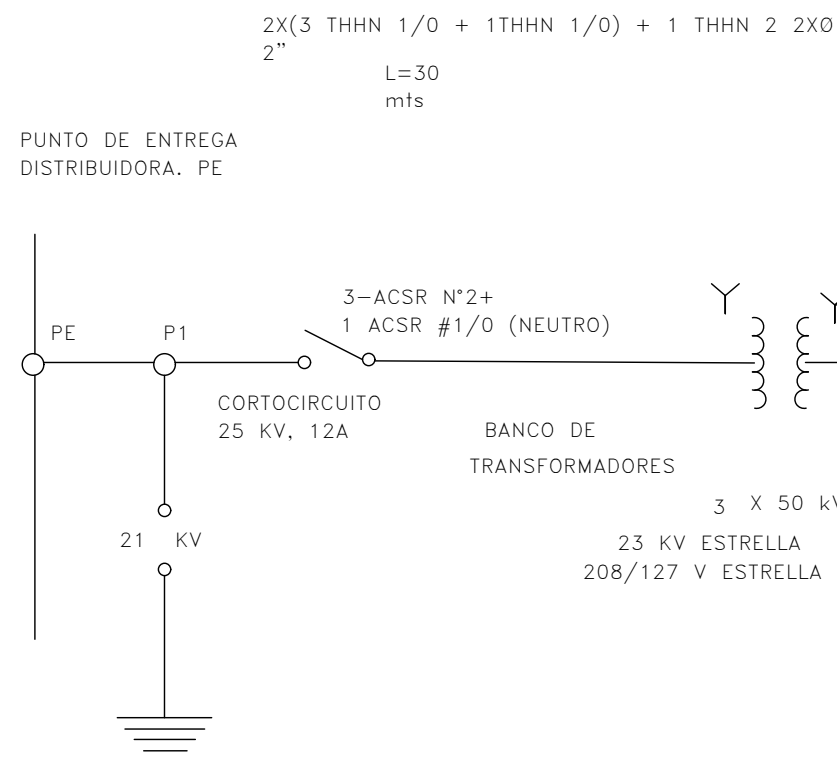 2X(3 THHN 1/0 + 1THHN 1/0) + 1 THHN 2 2XØ
2”
L=30
mts
PUNTO DE ENTREGA
DISTRIBUIDORA. PE
3-ACSR N°2+
1 ACSR #1/0 (NEUTRO)
PE
P1
CORTOCIRCUITO
25 KV, 12A
BANCO DE
TRANSFORMADORES
3 X 50 kV
21 KV
23 KV ESTRELLA
208/127 V ESTRELLA